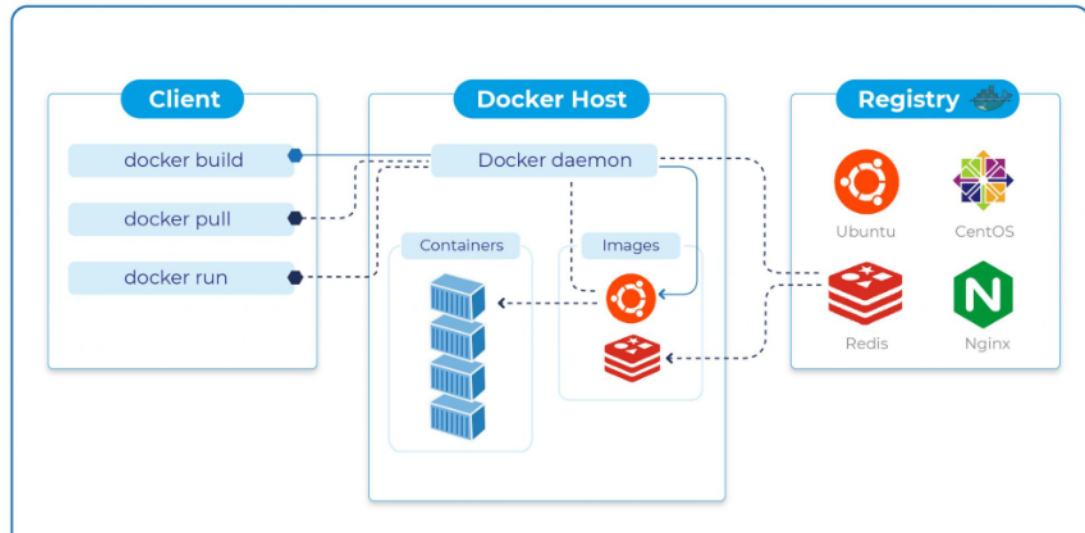 Client
docker build
docker pull
docker run
Docker Host
Docker daemon
Containers
Images
Registry
Ubuntu
CentOS
Redis
Nginx